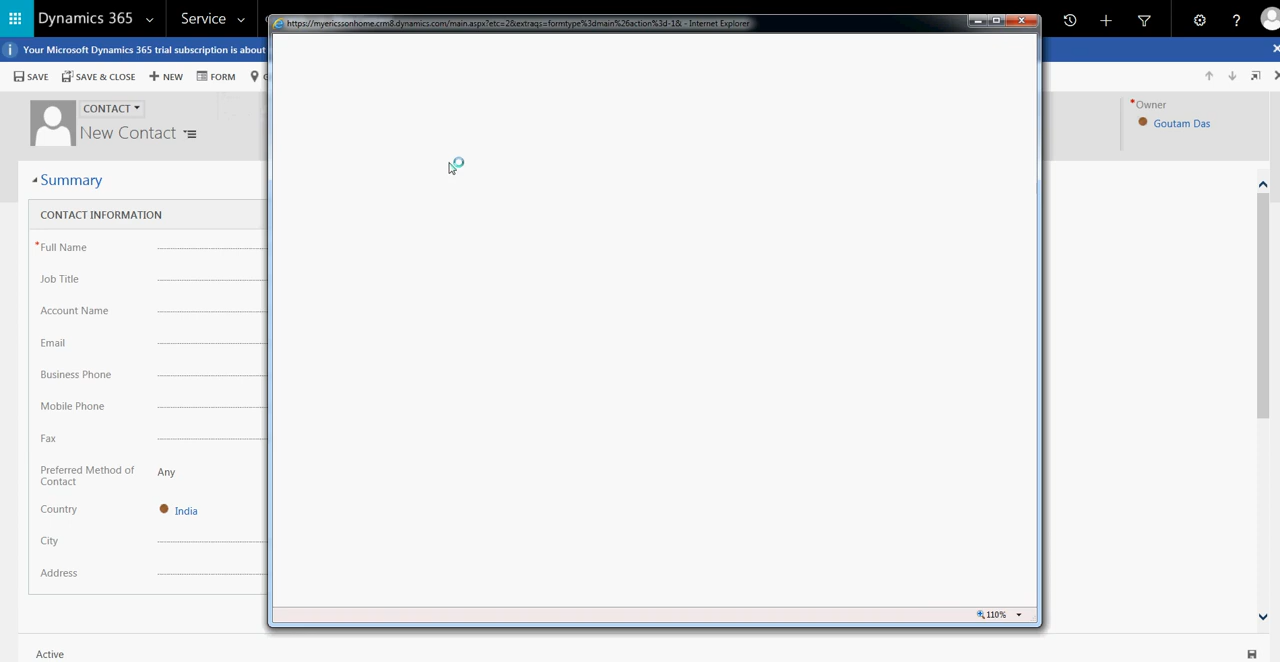 Dynamics 365
Service
https://myericssonhome.crm8.dynamics.com/main.aspx?etc=2&extraqs=formtype%3dmain%26action%3d-1& - Internet Explorer
?
Your Microsoft Dynamics 365 trial subscription is about
SAVE
SAVE & CLOSE
NEW
FORM
CONTACT
New Contact
*Owner
Goutam Das
Summary
CONTACT INFORMATION
*Full Name
Job Title
Account Name
Email
Business Phone
Mobile Phone
Fax
Preferred Method of
Contact
Any
Country
India
City
Address
110%
Active